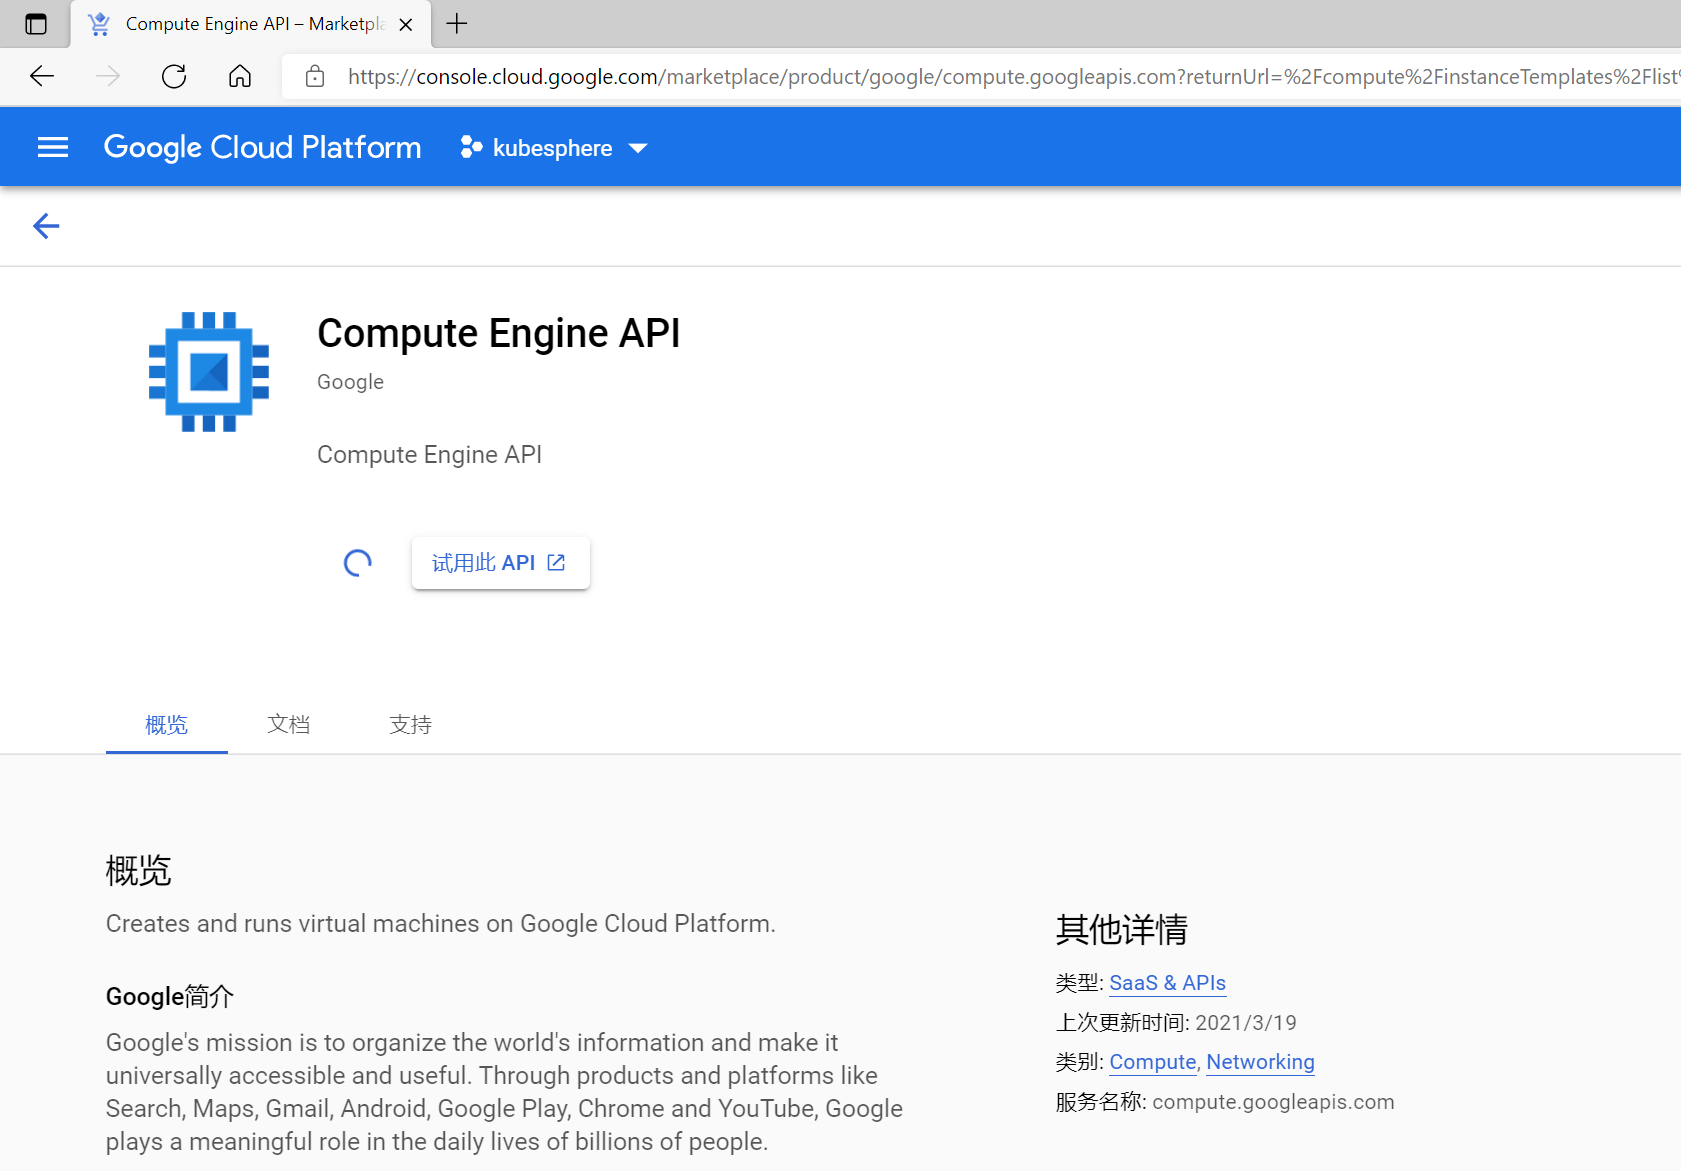 Compute Engine API – Marketpla
https://console.cloud.google.com/marketplace/product/google/compute.googleapis.com?returnUrl=%2Fcompute%2FinstanceTemplates%2Flist%
Google Cloud Platform
kubesphere
Compute Engine API
Google
Compute Engine API
试用此 API
概览
文档
支持
概览
Creates and runs virtual machines on Google Cloud Platform.
Google简介
Google's mission is to organize the world's information and make it
universally accessible and useful. Through products and platforms like
Search, Maps, Gmail, Android, Google Play, Chrome and YouTube, Google
plays a meaningful role in the daily lives of billions of people.
其他详情
类型: SaaS & APIs
上次更新时间: 2021/3/19
类别: Compute, Networking
服务名称: compute.googleapis.com